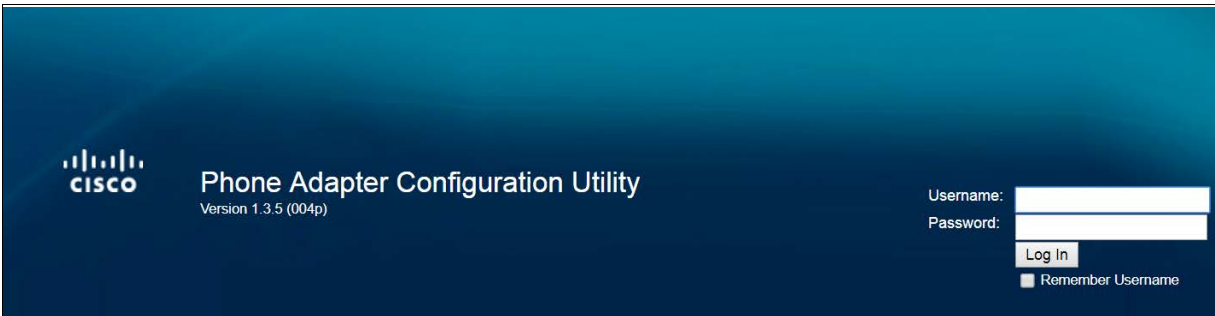 cisco
Phone Adapter Configuration Utility
Version 1.3.5 (004p)
Username:
Password:
Log In
Remember Username